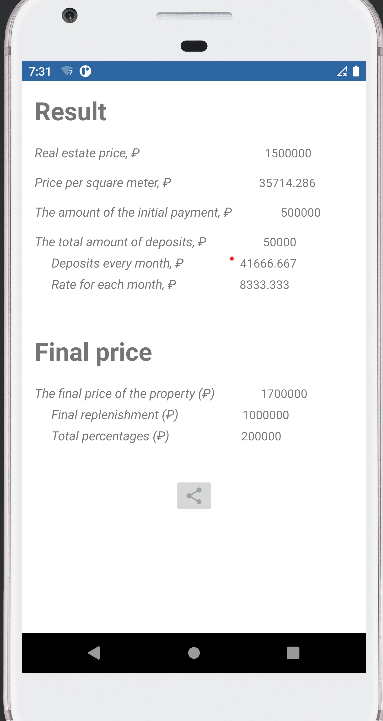 7:31
Result
Real estate price, ₽ 1500000
Price per square meter, ₽ 35714.286
The amount of the initial payment, ₽ 500000
The total amount of deposits, ₽ 50000
Deposits every month, ₽ 41666.667
Rate for each month, ₽ 8333.333
Final price
The final price of the property (₽) 1700000
Final replenishment (₽) 1000000
Total percentages (₽) 200000